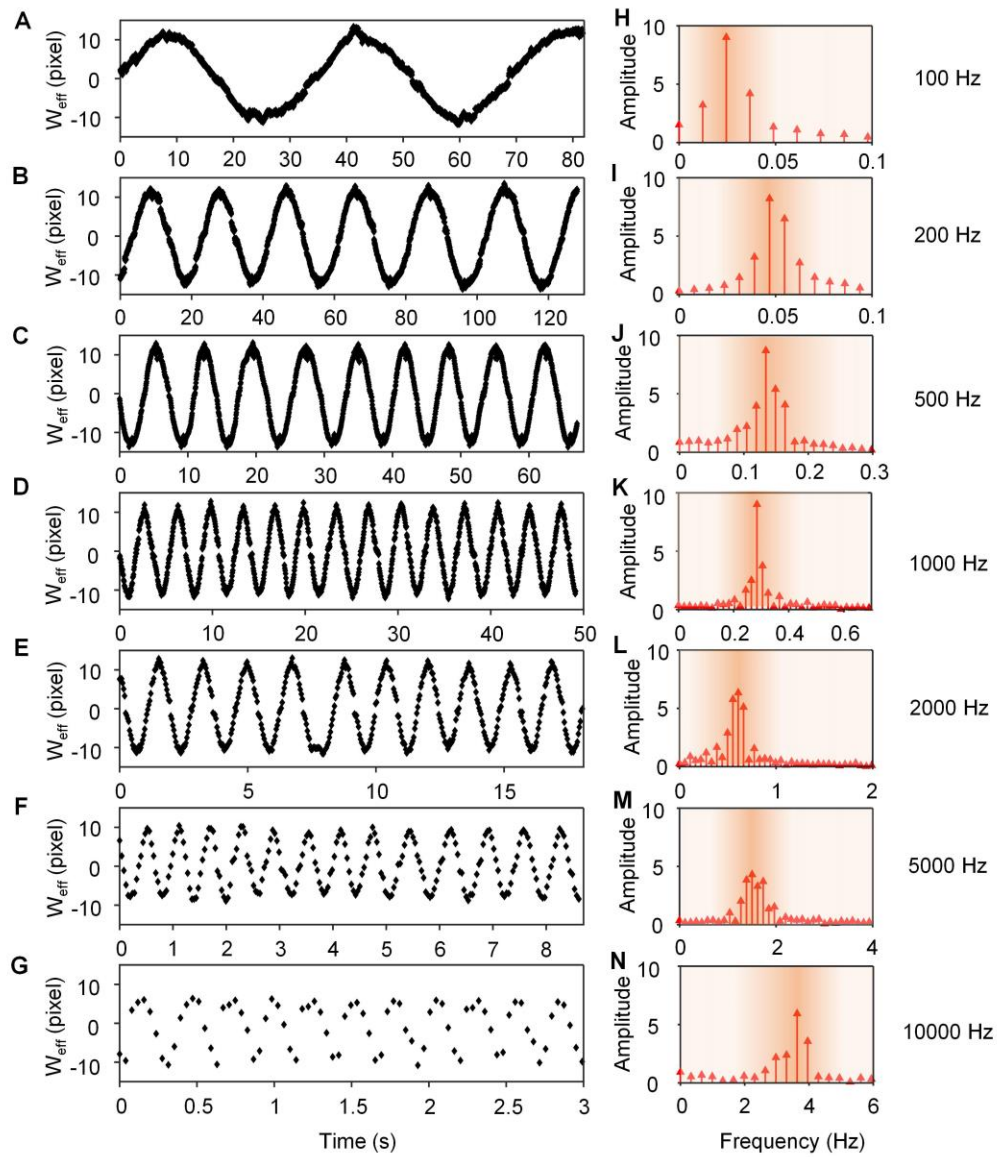 A
W_eff (pixel)
10
0
-10
0 10 20 30 40 50 60 70 80
H
Amplitude
10
5
0
0 0.05 0.1
100 Hz
B
W_eff (pixel)
10
0
-10
0 20 40 60 80 100 120
I
Amplitude
10
5
0
0 0.05 0.1
200 Hz
C
W_eff (pixel)
10
0
-10
0 10 20 30 40 50 60
J
Amplitude
10
5
0
0 0.1 0.2 0.3
500 Hz
D
W_eff (pixel)
10
0
-10
0 10 20 30 40 50
K
Amplitude
10
5
0
0 0.2 0.4 0.6
1000 Hz
E
W_eff (pixel)
10
0
-10
0 5 10 15
L
Amplitude
10
5
0
0 1 2
2000 Hz
F
W_eff (pixel)
10
0
-10
0 1 2 3 4 5 6 7 8
M
Amplitude
10
5
0
0 2 4
5000 Hz
G
W_eff (pixel)
10
0
-10
0 0.5 1 1.5 2 2.5 3
Time (s)
N
Amplitude
10
5
0
0 2 4 6
Frequency (Hz)
10000 Hz